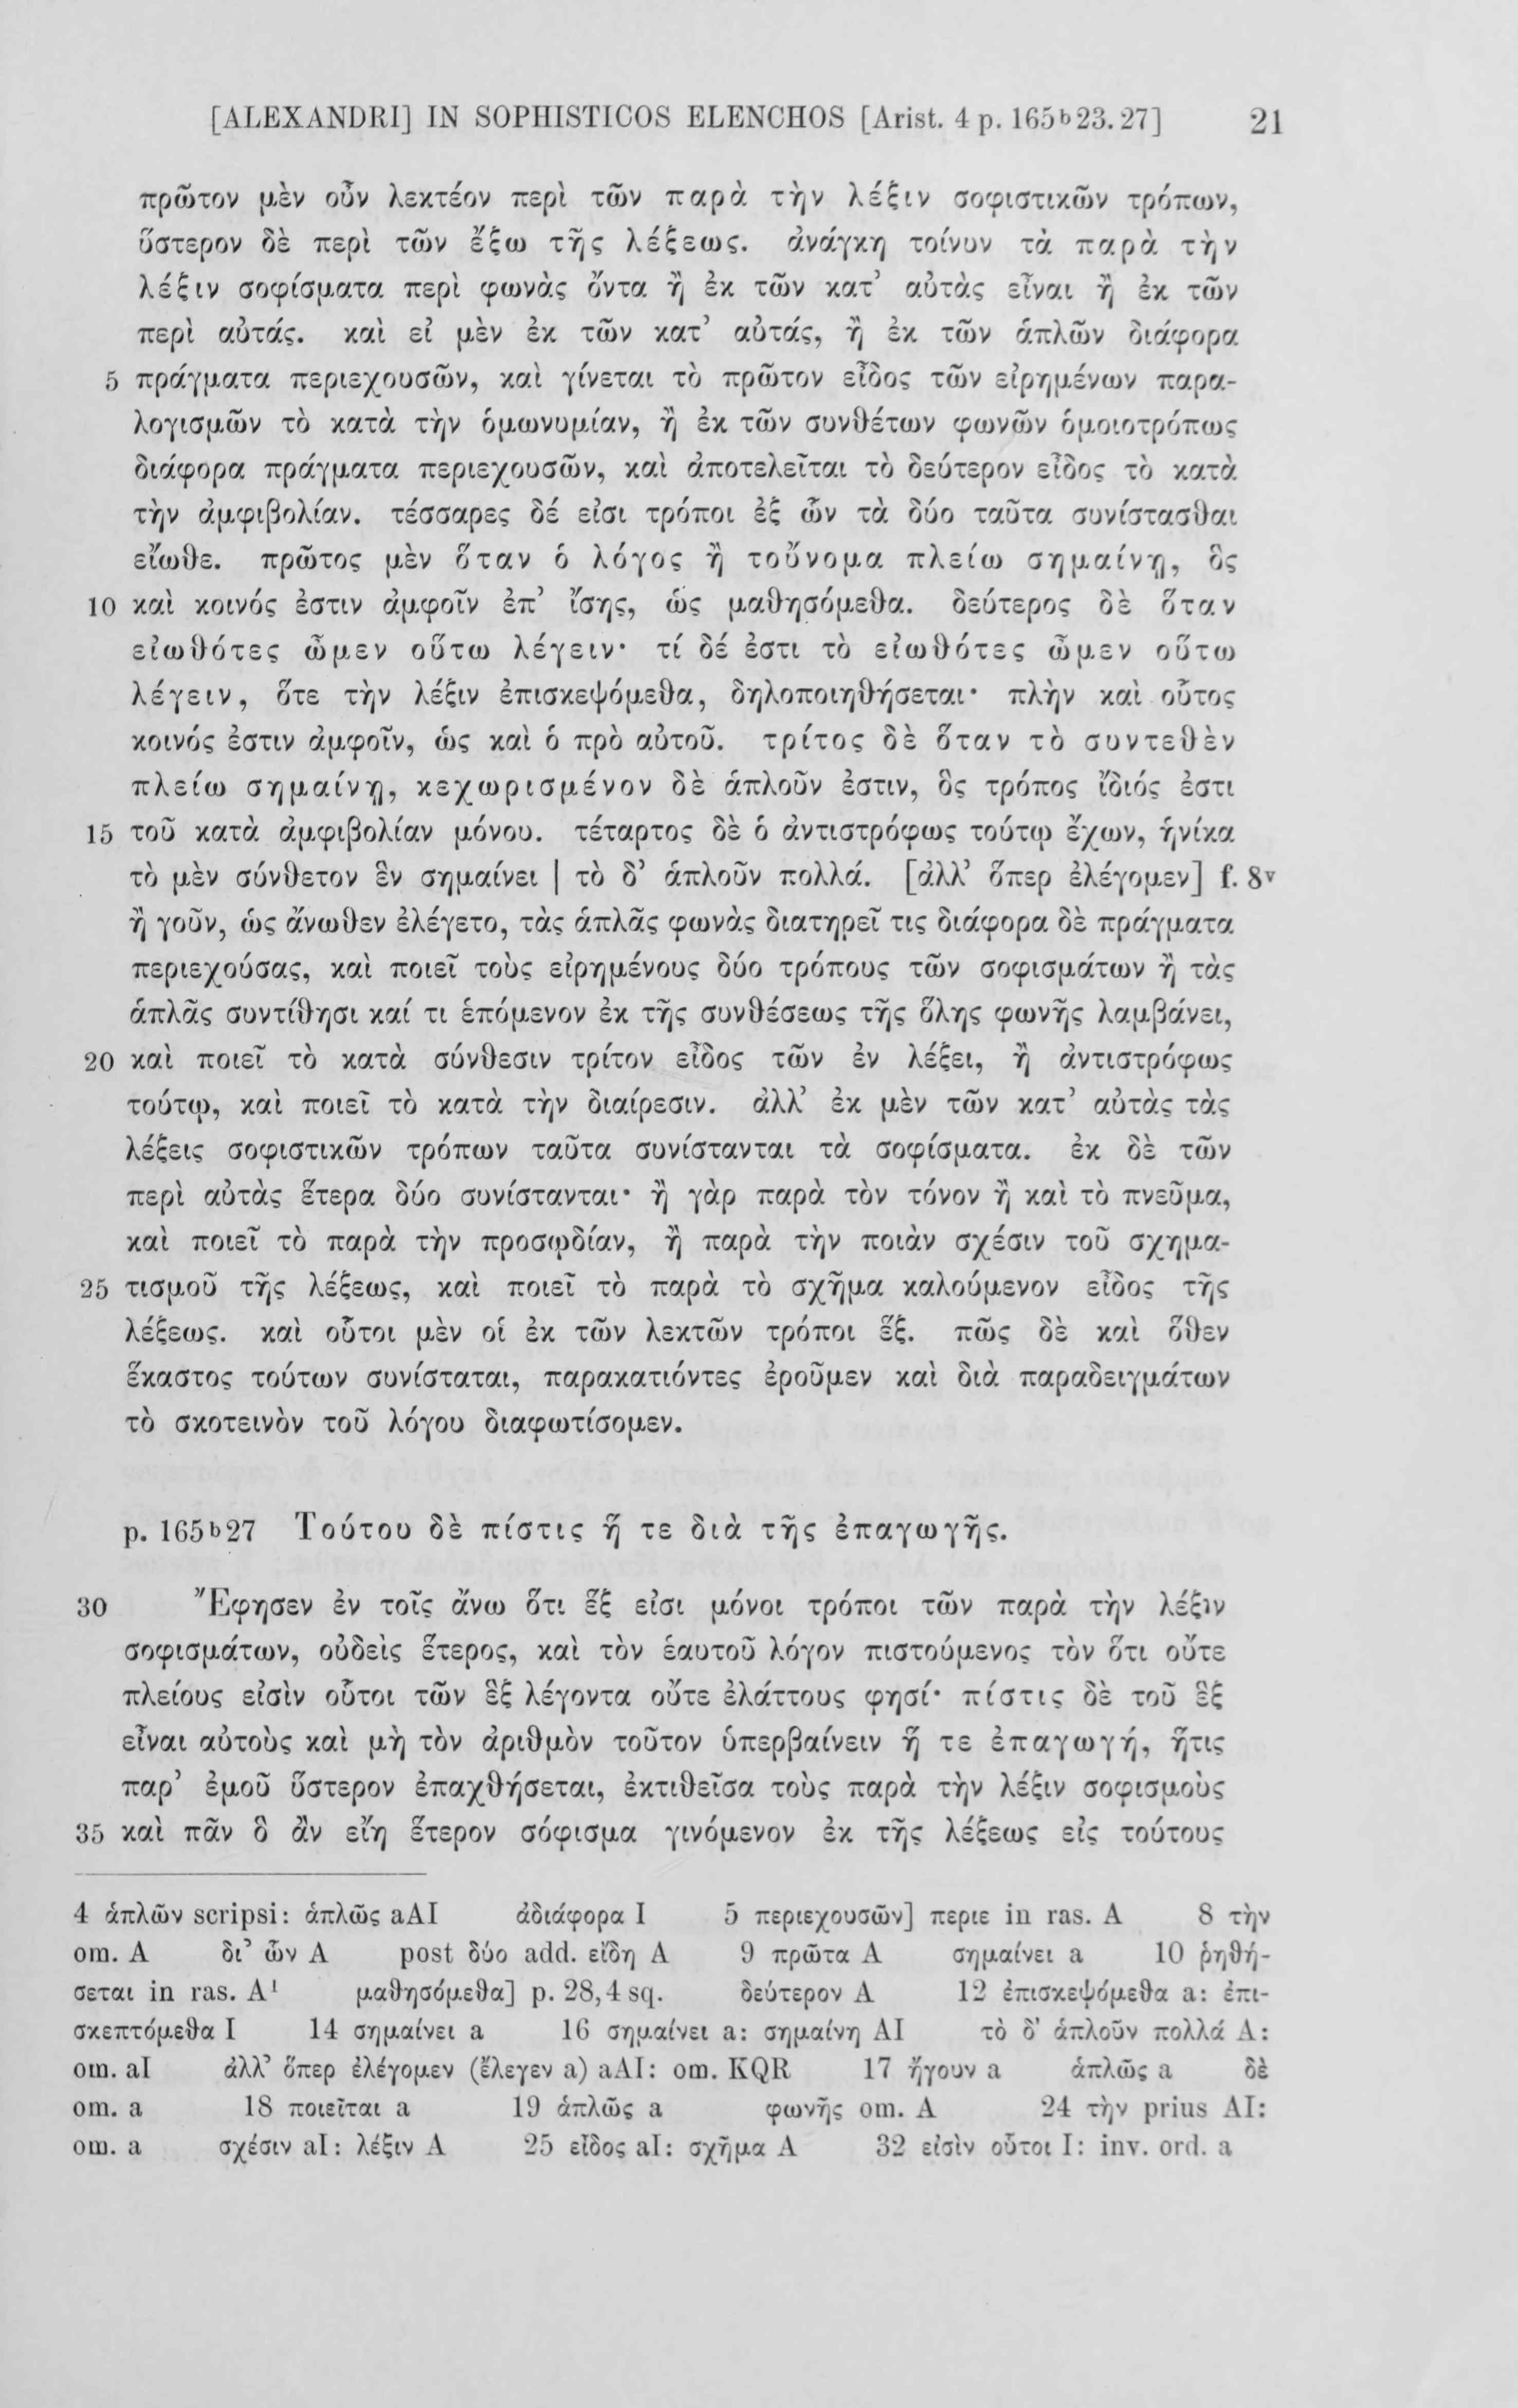 [ALEXANDRI] IN SOPHISTICOS ELENCHOS [Arist. 4 p. 165ᵇ23.27] 21
πρῶτον μὲν οὖν λεκτέον περὶ τῶν παρὰ τὴν λέξιν σοφιστικῶν τρόπων,
ὕστερον δὲ περὶ τῶν ἔξω τῆς λέξεως. ἀνάγκη τοίνυν τὰ παρὰ τὴν
λέξιν σοφίσματα περὶ φωνὰς ὄντα ἢ ἐκ τῶν κατ’ αὐτὰς εἶναι ἢ ἐκ τῶν
περὶ αὐτάς. καὶ εἰ μὲν ἐκ τῶν κατ’ αὐτάς, ἢ ἐκ τῶν ἁπλῶν διάφορα
5 πράγματα περιεχουσῶν, καὶ γίνεται τὸ πρῶτον εἶδος τῶν εἰρημένων παρα-
λογισμῶν τὸ κατὰ τὴν ὁμωνυμίαν, ἢ ἐκ τῶν συνθέτων φωνῶν ὁμοιοτρόπως
διάφορα πράγματα περιεχουσῶν, καὶ ἀποτελεῖται τὸ δεύτερον εἶδος τὸ κατὰ
τὴν ἀμφιβολίαν. τέσσαρες δέ εἰσι τρόποι ἐξ ὧν τὰ δύο ταῦτα συνίστασθαι
εἴωθε. πρῶτος μὲν ὅταν ὁ λόγος ἢ τοὔνομα πλείω σημαίνῃ, ὃς
10 καὶ κοινός ἐστιν ἀμφοῖν ἐπ’ ἴσης, ὡς μαθησόμεθα. δεύτερος δὲ ὅταν
εἰωθότες ὦμεν οὕτω λέγειν· τί δέ ἐστι τὸ εἰωθότες ὦμεν οὕτω
λέγειν, ὅτε τὴν λέξιν ἐπισκεψόμεθα, δηλοποιηθήσεται· πλὴν καὶ οὗτος
κοινός ἐστιν ἀμφοῖν, ὡς καὶ ὁ πρὸ αὐτοῦ. τρίτος δὲ ὅταν τὸ συντεθὲν
πλείω σημαίνῃ, κεχωρισμένον δὲ ἁπλοῦν ἐστιν, ὃς τρόπος ἴδιός ἐστι
15 τοῦ κατὰ ἀμφιβολίαν μόνου. τέταρτος δὲ ὁ ἀντιστρόφως τούτῳ ἔχων, ἡνίκα
τὸ μὲν σύνθετον ἓν σημαίνει | τὸ δ’ ἁπλοῦν πολλά. [ἀλλ’ ὅπερ ἐλέγομεν] f. 8ᵛ
ἢ γοῦν, ὡς ἄνωθεν ἐλέγετο, τὰς ἁπλᾶς φωνὰς διατηρεῖ τις διάφορα δὲ πράγματα
περιεχούσας, καὶ ποιεῖ τοὺς εἰρημένους δύο τρόπους τῶν σοφισμάτων ἢ τὰς
ἁπλᾶς συντίθησι καί τι ἑπόμενον ἐκ τῆς συνθέσεως τῆς ὅλης φωνῆς λαμβάνει,
20 καὶ ποιεῖ τὸ κατὰ σύνθεσιν τρίτον εἶδος τῶν ἐν λέξει, ἢ ἀντιστρόφως
τούτῳ, καὶ ποιεῖ τὸ κατὰ τὴν διαίρεσιν. ἀλλ’ ἐκ μὲν τῶν κατ’ αὐτὰς τὰς
λέξεις σοφιστικῶν τρόπων ταῦτα συνίστανται τὰ σοφίσματα. ἐκ δὲ τῶν
περὶ αὐτὰς ἕτερα δύο συνίστανται· ἢ γὰρ παρὰ τὸν τόνον ἢ καὶ τὸ πνεῦμα,
καὶ ποιεῖ τὸ παρὰ τὴν προσῳδίαν, ἢ παρὰ τὴν ποιὰν σχέσιν τοῦ σχημα-
25 τισμοῦ τῆς λέξεως, καὶ ποιεῖ τὸ παρὰ τὸ σχῆμα καλούμενον εἶδος τῆς
λέξεως. καὶ οὗτοι μὲν οἱ ἐκ τῶν λεκτῶν τρόποι ἕξ. πῶς δὲ καὶ ὅθεν
ἕκαστος τούτων συνίσταται, παρακατιόντες ἐροῦμεν καὶ διὰ παραδειγμάτων
τὸ σκοτεινὸν τοῦ λόγου διαφωτίσομεν.
p. 165ᵇ27 Τούτου δὲ πίστις ἥ τε διὰ τῆς ἐπαγωγῆς.
30 Ἔφησεν ἐν τοῖς ἄνω ὅτι ἕξ εἰσι μόνοι τρόποι τῶν παρὰ τὴν λέξιν
σοφισμάτων, οὐδεὶς ἕτερος, καὶ τὸν ἑαυτοῦ λόγον πιστούμενος τὸν ὅτι οὔτε
πλείους εἰσὶν οὗτοι τῶν ἓξ λέγοντα οὔτε ἐλάττους φησί· πίστις δὲ τοῦ ἓξ
εἶναι αὐτοὺς καὶ μὴ τὸν ἀριθμὸν τοῦτον ὑπερβαίνειν ἥ τε ἐπαγωγή, ἥτις
παρ’ ἐμοῦ ὕστερον ἐπαχθήσεται, ἐκτιθεῖσα τοὺς παρὰ τὴν λέξιν σοφισμοὺς
35 καὶ πᾶν ὃ ἂν εἴη ἕτερον σόφισμα γινόμενον ἐκ τῆς λέξεως εἰς τούτους
4 ἁπλῶν scripsi: ἁπλῶς aAI ἀδιάφορα I 5 περιεχουσῶν] περιε in ras. A 8 τὴν
om. A δι’ ὧν A post δύο add. εἴδη A 9 πρῶτα A σημαίνει a 10 ῥηθή-
σεται in ras. A¹ μαθησόμεθα] p. 28,4 sq. δεύτερον A 12 ἐπισκεψόμεθα a: ἐπι-
σκεπτόμεθα I 14 σημαίνει a 16 σημαίνει a: σημαίνη AI τὸ δ’ ἁπλοῦν πολλά A:
om. aI ἀλλ’ ὅπερ ἐλέγομεν (ἔλεγεν a) aAI: om. KQR 17 ἤγουν a ἁπλῶς a δὲ
om. a 18 ποιεῖται a 19 ἁπλῶς a φωνῆς om. A 24 τὴν prius AI:
om. a σχέσιν aI: λέξιν A 25 εἶδος aI: σχῆμα A 32 εἰσὶν οὗτοι I: inv. ord. a